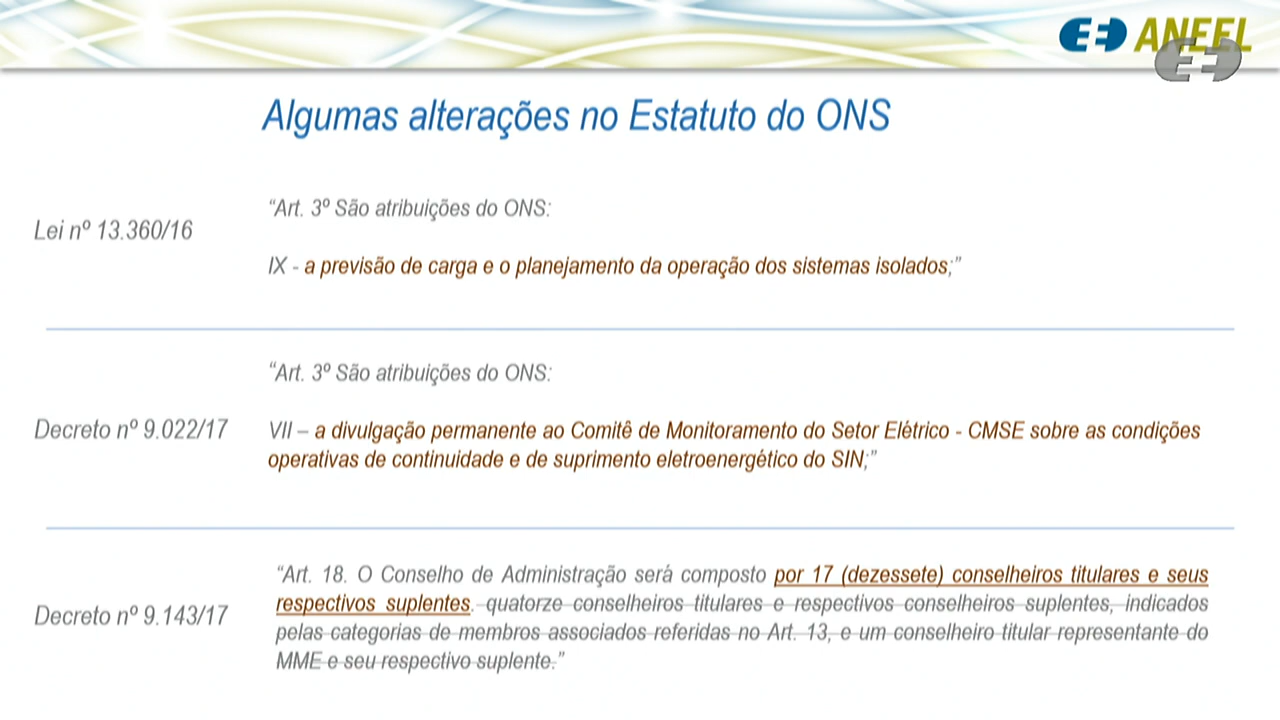 ANEEL
Algumas alterações no Estatuto do ONS
Lei nº 13.360/16
“Art. 3º São atribuições do ONS:
IX - a previsão de carga e o planejamento da operação dos sistemas isolados;”
Decreto nº 9.022/17
“Art. 3º São atribuições do ONS:
VII – a divulgação permanente ao Comitê de Monitoramento do Setor Elétrico - CMSE sobre as condições
operativas de continuidade e de suprimento eletroenergético do SIN;”
Decreto nº 9.143/17
“Art. 18. O Conselho de Administração será composto por 17 (dezessete) conselheiros titulares e seus
respectivos suplentes. quatorze conselheiros titulares e respectivos conselheiros suplentes, indicados
pelas categorias de membros associados referidas no Art. 13, e um conselheiro titular representante do
MME e seu respectivo suplente.”